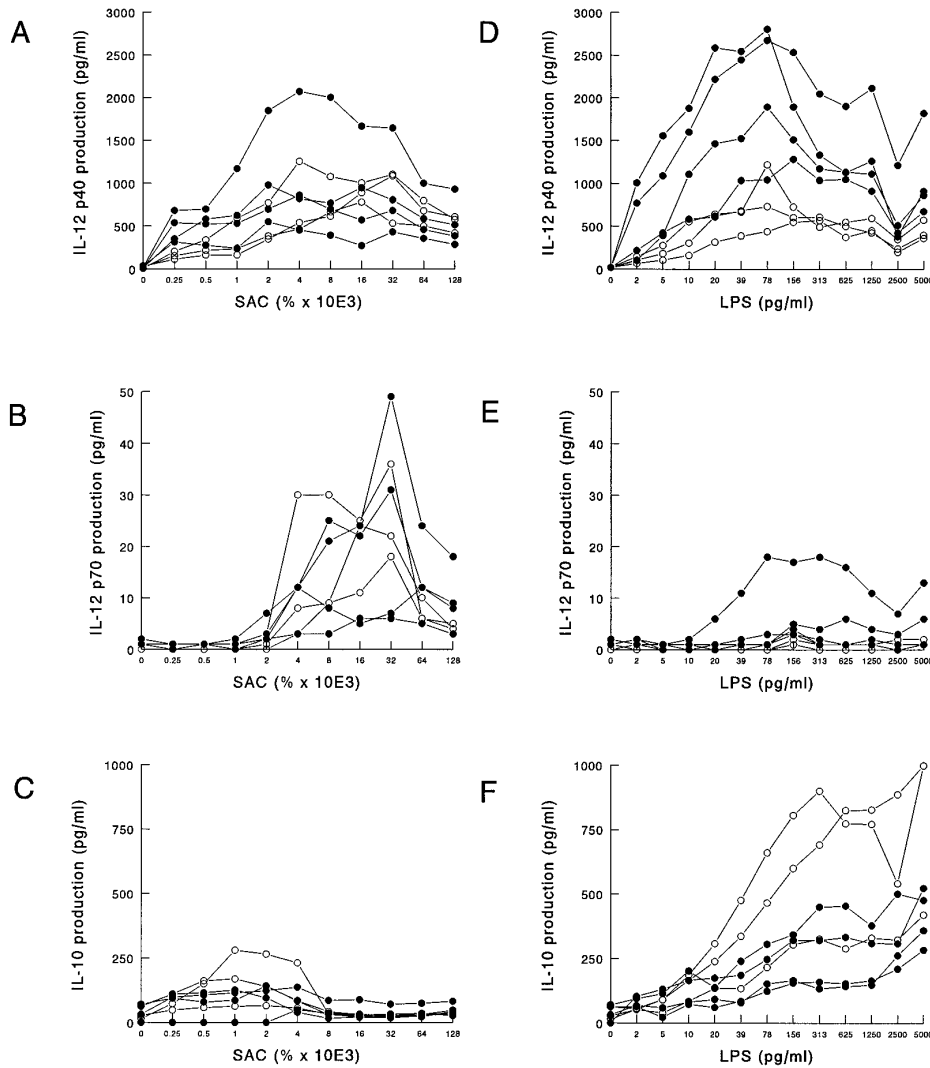 A
IL-12 p40 production (pg/ml)
3000
2500
2000
1500
1000
500
0
0 0.25 0.5 1 2 4 8 16 32 64 128
SAC (% x 10E3)
D
IL-12 p40 production (pg/ml)
3000
2500
2000
1500
1000
500
0
0 2 5 10 20 39 78 156 313 625 1250 2500 5000
LPS (pg/ml)
B
IL-12 p70 production (pg/ml)
50
40
30
20
10
0
0 0.25 0.5 1 2 4 8 16 32 64 128
SAC (% x 10E3)
E
IL-12 p70 production (pg/ml)
50
40
30
20
10
0
0 2 5 10 20 39 78 156 313 625 1250 2500 5000
LPS (pg/ml)
C
IL-10 production (pg/ml)
1000
750
500
250
0
0 0.25 0.5 1 2 4 8 16 32 64 128
SAC (% x 10E3)
F
IL-10 production (pg/ml)
1000
750
500
250
0
0 2 5 10 20 39 78 156 313 625 1250 2500 5000
LPS (pg/ml)